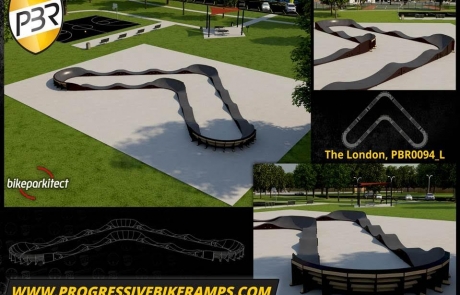 PBR
bikeparkitect
The London, PBR0094_L
WWW.PROGRESSIVEBIKERAMPS.COM